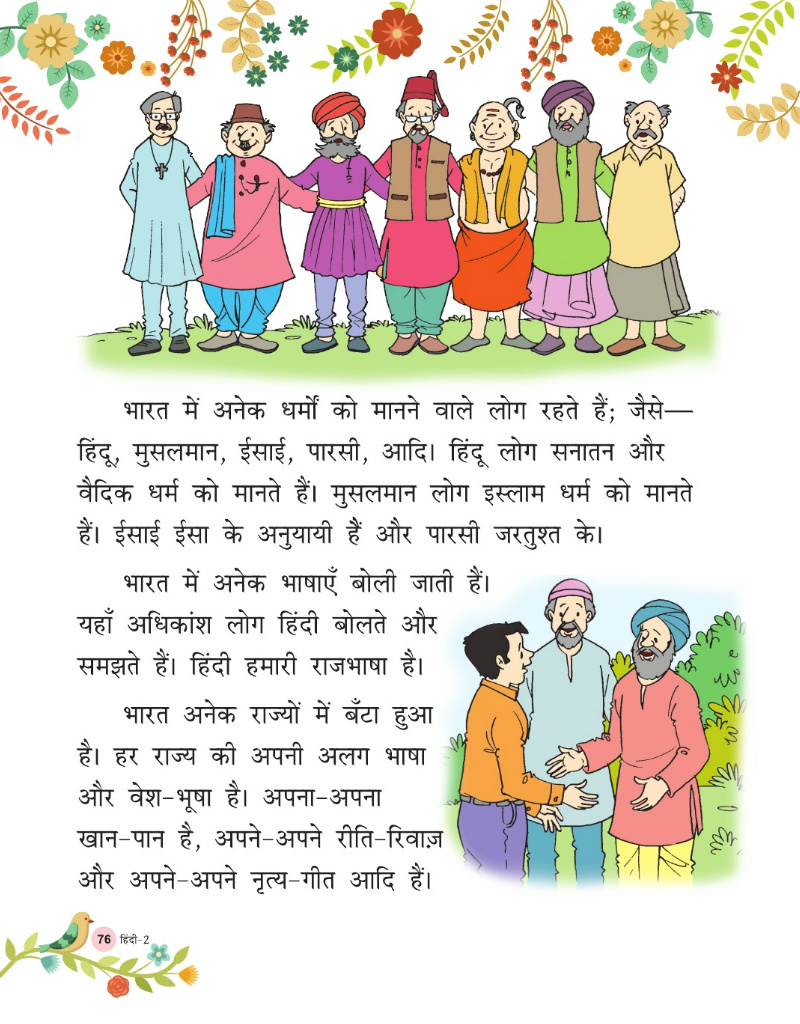 भारत में अनेक धर्मों को मानने वाले लोग रहते हैं; जैसे—
हिंदू, मुसलमान, ईसाई, पारसी, आदि। हिंदू लोग सनातन और
वैदिक धर्म को मानते हैं। मुसलमान लोग इस्लाम धर्म को मानते
हैं। ईसाई ईसा के अनुयायी हैं और पारसी जरतुश्त के।
भारत में अनेक भाषाएँ बोली जाती हैं।
यहाँ अधिकांश लोग हिंदी बोलते और
समझते हैं। हिंदी हमारी राजभाषा है।
भारत अनेक राज्यों में बँटा हुआ
है। हर राज्य की अपनी अलग भाषा
और वेश-भूषा है। अपना-अपना
खान-पान है, अपने-अपने रीति-रिवाज़
और अपने-अपने नृत्य-गीत आदि हैं।
76 हिंदी-2